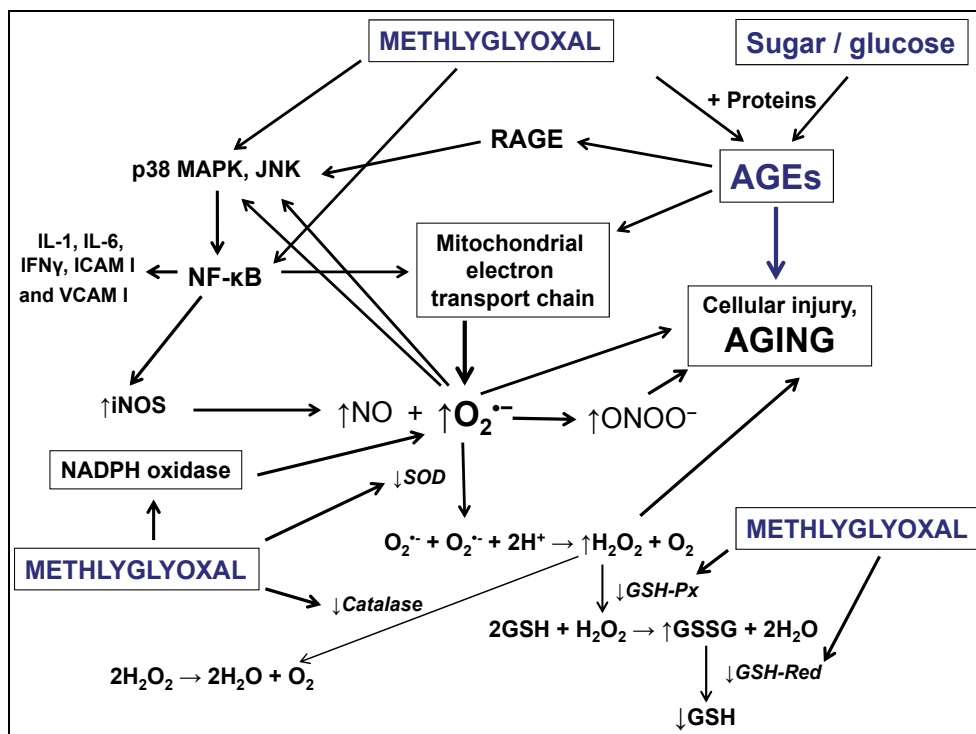 METHLYGLYOXAL
Sugar / glucose
+ Proteins
RAGE
p38 MAPK, JNK
AGEs
IL-1, IL-6,
IFNγ, ICAM I
and VCAM I
NF-κB
Mitochondrial
electron
transport chain
Cellular injury,
AGING
↑iNOS
↑NO + ↑O₂•⁻
↑ONOO⁻
NADPH oxidase
↓SOD
O₂•⁻ + O₂•⁻ + 2H⁺ → ↑H₂O₂ + O₂
METHLYGLYOXAL
METHLYGLYOXAL
↓Catalase
↓GSH-Px
2GSH + H₂O₂ → ↑GSSG + 2H₂O
2H₂O₂ → 2H₂O + O₂
↓GSH-Red
↓GSH